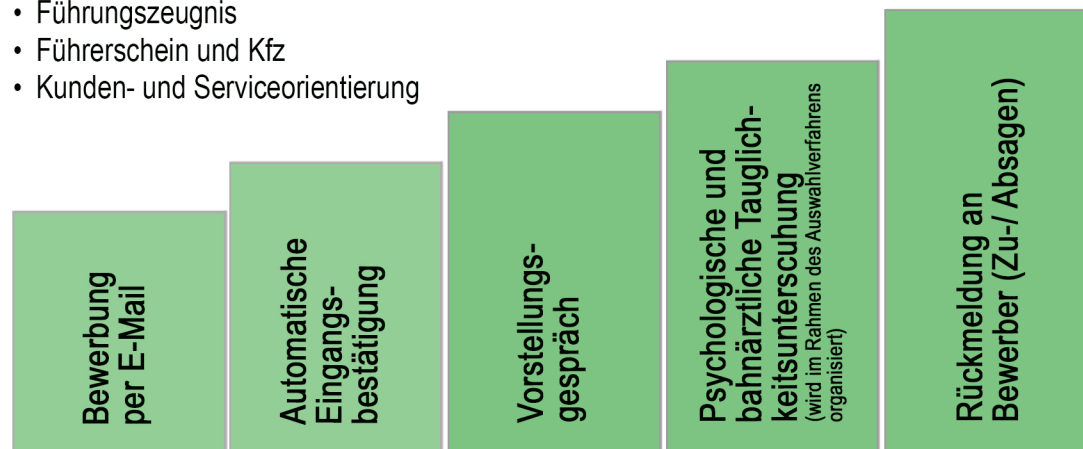 • Führungszeugnis
• Führerschein und Kfz
• Kunden- und Serviceorientierung
Bewerbung
per E-Mail
Automatische
Eingangs-
bestätigung
Vorstellungs-
gespräch
Psychologische und
bahnärztliche Tauglich-
keitsunterscuhung
(wird im Rahmen des Auswahlverfahrens
organisiert)
Rückmeldung an
Bewerber (Zu-/ Absagen)